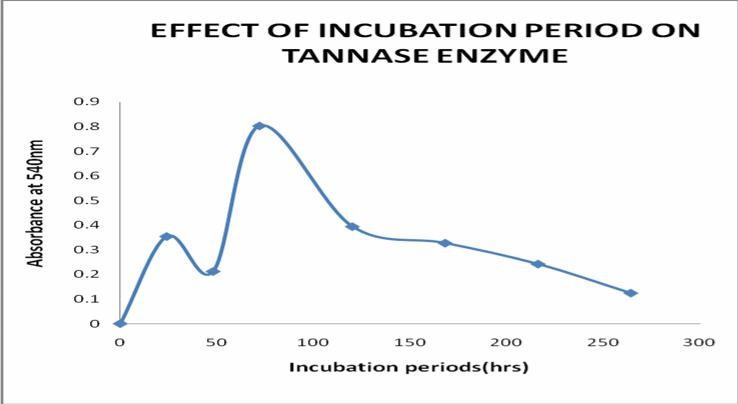 EFFECT OF INCUBATION PERIOD ON
TANNASE ENZYME
Absorbance at 540nm
0.9
0.8
0.7
0.6
0.5
0.4
0.3
0.2
0.1
0
0 50 100 150 200 250 300
Incubation periods(hrs)